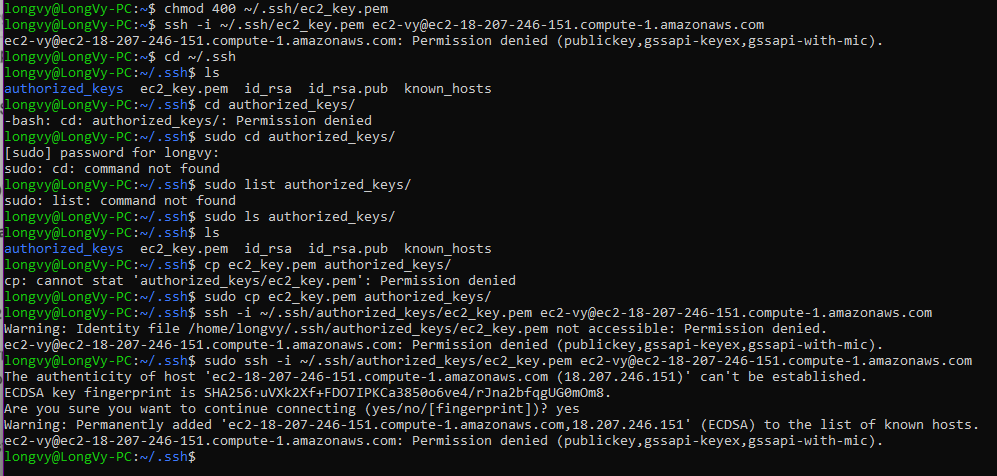 longvy@LongVy-PC:~$ chmod 400 ~/.ssh/ec2_key.pem
longvy@LongVy-PC:~$ ssh -i ~/.ssh/ec2_key.pem ec2-vy@ec2-18-207-246-151.compute-1.amazonaws.com
ec2-vy@ec2-18-207-246-151.compute-1.amazonaws.com: Permission denied (publickey,gssapi-keyex,gssapi-with-mic).
longvy@LongVy-PC:~$ cd ~/.ssh
longvy@LongVy-PC:~/.ssh$ ls
authorized_keys  ec2_key.pem  id_rsa  id_rsa.pub  known_hosts
longvy@LongVy-PC:~/.ssh$ cd authorized_keys/
-bash: cd: authorized_keys/: Permission denied
longvy@LongVy-PC:~/.ssh$ sudo cd authorized_keys/
[sudo] password for longvy:
sudo: cd: command not found
longvy@LongVy-PC:~/.ssh$ sudo list authorized_keys/
sudo: list: command not found
longvy@LongVy-PC:~/.ssh$ sudo ls authorized_keys/
longvy@LongVy-PC:~/.ssh$ ls
authorized_keys  ec2_key.pem  id_rsa  id_rsa.pub  known_hosts
longvy@LongVy-PC:~/.ssh$ cp ec2_key.pem authorized_keys/
cp: cannot stat 'authorized_keys/ec2_key.pem': Permission denied
longvy@LongVy-PC:~/.ssh$ sudo cp ec2_key.pem authorized_keys/
longvy@LongVy-PC:~/.ssh$ ssh -i ~/.ssh/authorized_keys/ec2_key.pem ec2-vy@ec2-18-207-246-151.compute-1.amazonaws.com
Warning: Identity file /home/longvy/.ssh/authorized_keys/ec2_key.pem not accessible: Permission denied.
ec2-vy@ec2-18-207-246-151.compute-1.amazonaws.com: Permission denied (publickey,gssapi-keyex,gssapi-with-mic).
longvy@LongVy-PC:~/.ssh$ sudo ssh -i ~/.ssh/authorized_keys/ec2_key.pem ec2-vy@ec2-18-207-246-151.compute-1.amazonaws.com
The authenticity of host 'ec2-18-207-246-151.compute-1.amazonaws.com (18.207.246.151)' can't be established.
ECDSA key fingerprint is SHA256:uVXk2Xf+FDO7IPKCa3850o6ve4/rJna2bfqgUG0mOm8.
Are you sure you want to continue connecting (yes/no/[fingerprint])? yes
Warning: Permanently added 'ec2-18-207-246-151.compute-1.amazonaws.com,18.207.246.151' (ECDSA) to the list of known hosts.
ec2-vy@ec2-18-207-246-151.compute-1.amazonaws.com: Permission denied (publickey,gssapi-keyex,gssapi-with-mic).
longvy@LongVy-PC:~/.ssh$